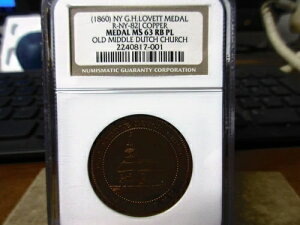 (1860) NY G.H.LOVETT MEDAL
R-NY-82| COPPER
MEDAL MS 63 RB PL
2240817-001
OLD MIDDLE DUTCH CHURCH
NUMISMATIC GUARANTY CORPORATION